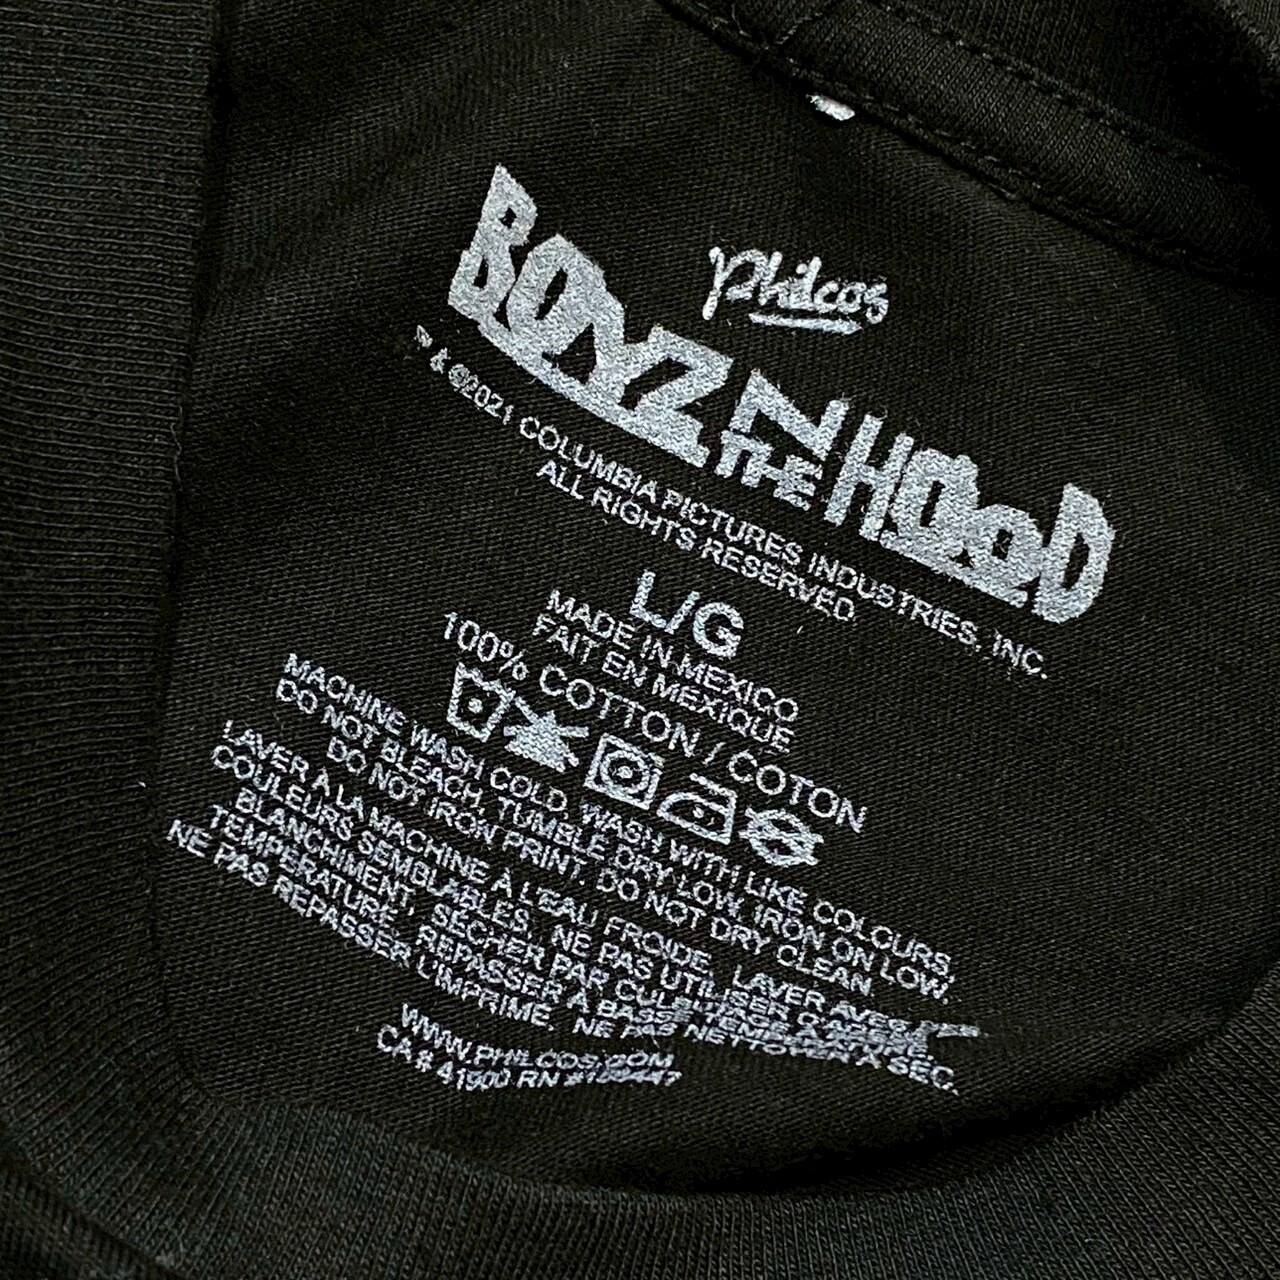 Philcos
BOYZ N THE HOOD
™ & ©2021 COLUMBIA PICTURES INDUSTRIES, INC.
ALL RIGHTS RESERVED.
L/G
MADE IN MEXICO
FAIT EN MEXIQUE
100% COTTON / COTON
MACHINE WASH COLD, WASH WITH LIKE COLOURS,
DO NOT BLEACH, TUMBLE DRY LOW, IRON ON LOW,
DO NOT IRON PRINT. DO NOT DRY CLEAN.
LAVER À LA MACHINE À L'EAU FROIDE, LAVER AVEC
COULEURS SEMBLABLES, NE PAS UTILISER
BLANCHIMENT, SÉCHER PAR
TEMPÉRATURE, REPASSER À BASSE
NE PAS REPASSER L'IMPRIME. NE PAS NETTOYER A SEC.
WWW.PHILCOS.COM
CA # 41900 RN